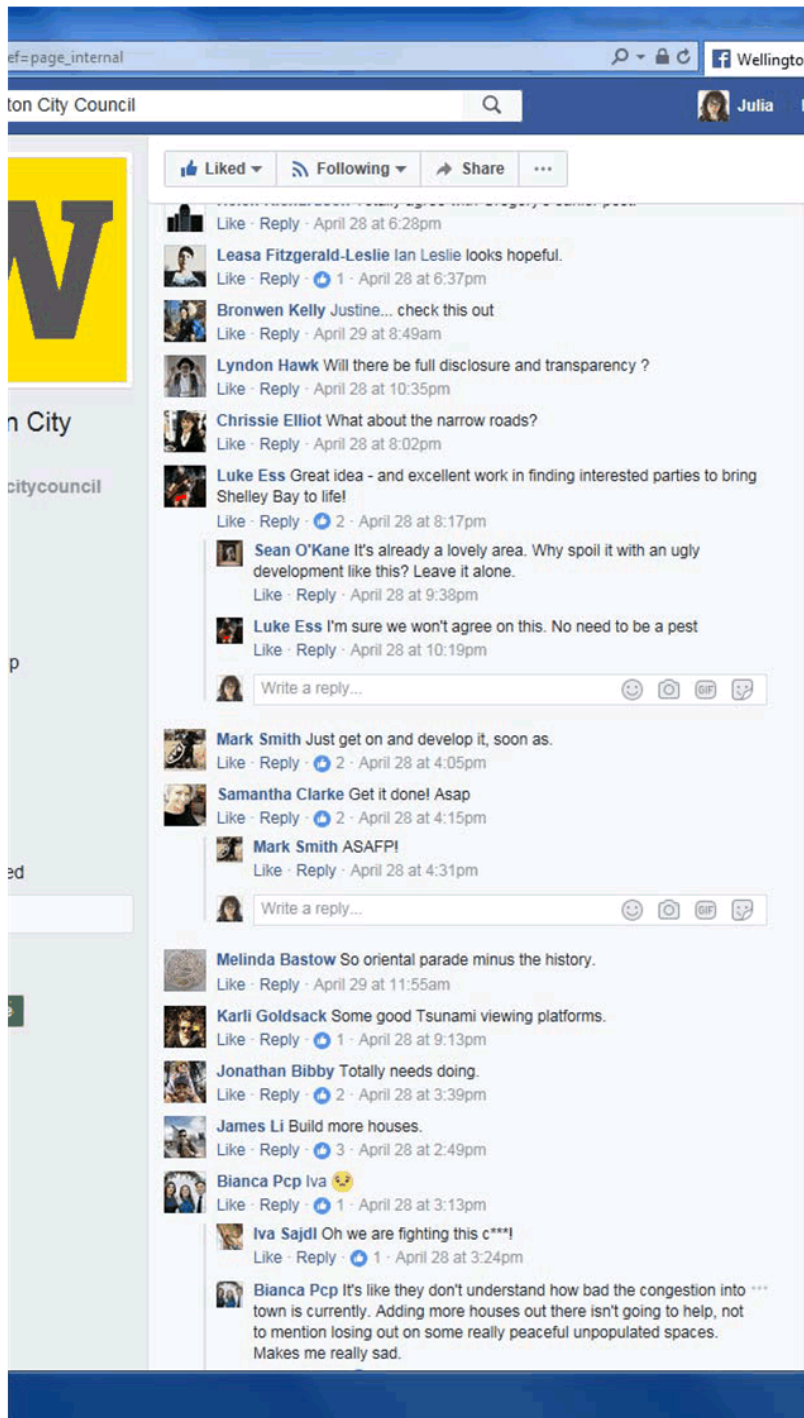 ef=page_internal
Wellingto
ton City Council
Julia
Liked
Following
Share
W
n City
citycouncil
p
ed
Like · Reply · April 28 at 6:28pm
Leasa Fitzgerald-Leslie Ian Leslie looks hopeful.
Like · Reply · 1 · April 28 at 6:37pm
Bronwen Kelly Justine... check this out
Like · Reply · April 29 at 8:49am
Lyndon Hawk Will there be full disclosure and transparency ?
Like · Reply · April 28 at 10:35pm
Chrissie Elliot What about the narrow roads?
Like · Reply · April 28 at 8:02pm
Luke Ess Great idea - and excellent work in finding interested parties to bring
Shelley Bay to life!
Like · Reply · 2 · April 28 at 8:17pm
Sean O'Kane It's already a lovely area. Why spoil it with an ugly
development like this? Leave it alone.
Like · Reply · April 28 at 9:38pm
Luke Ess I'm sure we won't agree on this. No need to be a pest
Like · Reply · April 28 at 10:19pm
Write a reply...
GIF
Mark Smith Just get on and develop it, soon as.
Like · Reply · 2 · April 28 at 4:05pm
Samantha Clarke Get it done! Asap
Like · Reply · 2 · April 28 at 4:15pm
Mark Smith ASAFP!
Like · Reply · April 28 at 4:31pm
Write a reply...
GIF
Melinda Bastow So oriental parade minus the history.
Like · Reply · April 29 at 11:55am
Karli Goldsack Some good Tsunami viewing platforms.
Like · Reply · 1 · April 28 at 9:13pm
Jonathan Bibby Totally needs doing.
Like · Reply · 2 · April 28 at 3:39pm
James Li Build more houses.
Like · Reply · 3 · April 28 at 2:49pm
Bianca Pcp Iva
Like · Reply · 1 · April 28 at 3:13pm
Iva Sajdl Oh we are fighting this c***!
Like · Reply · 1 · April 28 at 3:24pm
Bianca Pcp It's like they don't understand how bad the congestion into
town is currently. Adding more houses out there isn't going to help, not
to mention losing out on some really peaceful unpopulated spaces.
Makes me really sad.